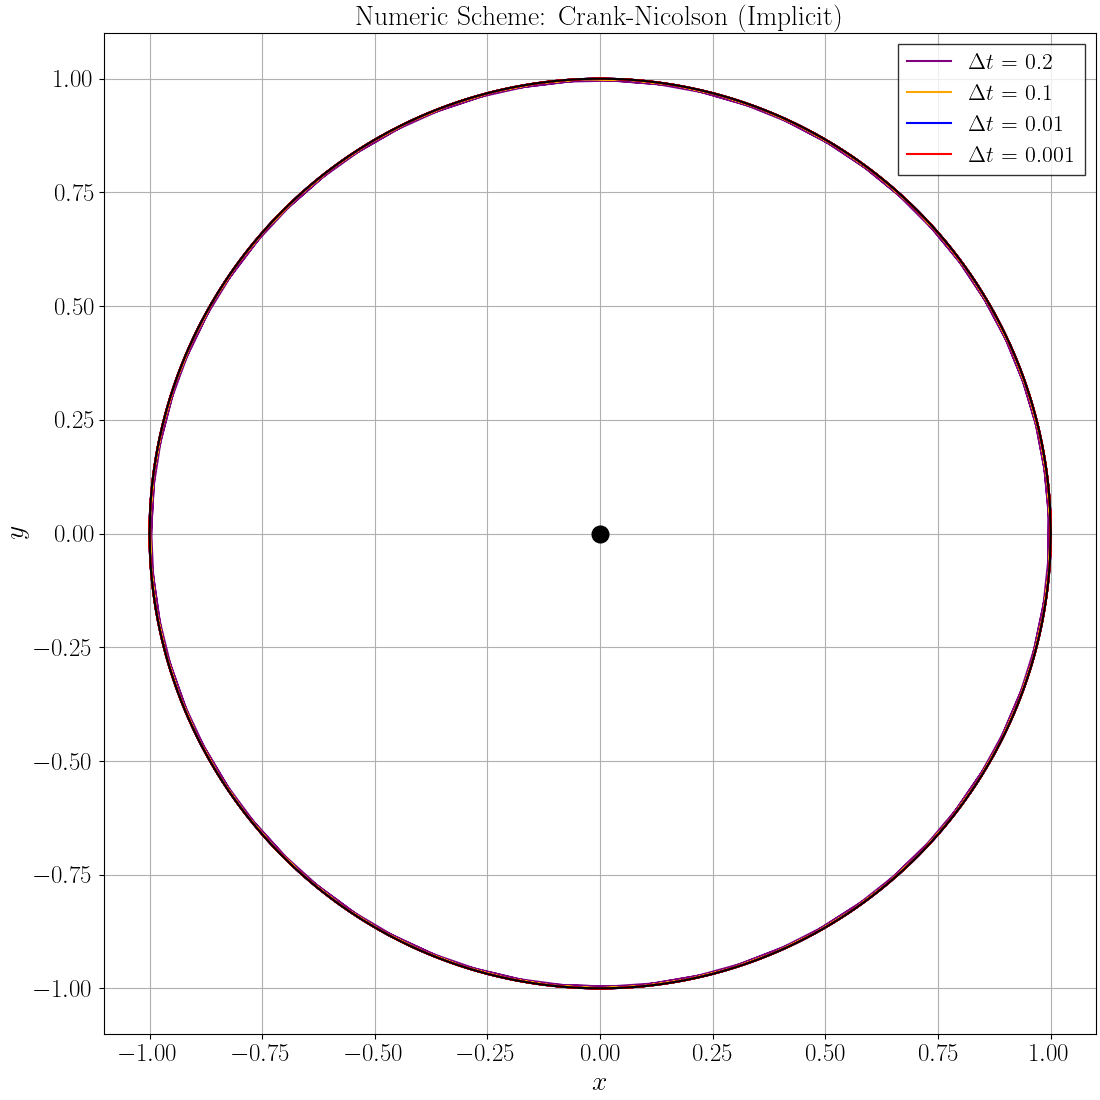 Numeric Scheme: Crank-Nicolson (Implicit)
Δt = 0.2
Δt = 0.1
Δt = 0.01
Δt = 0.001
1.00
0.75
0.50
0.25
0.00
−0.25
−0.50
−0.75
−1.00
y
−1.00 −0.75 −0.50 −0.25 0.00 0.25 0.50 0.75 1.00
x